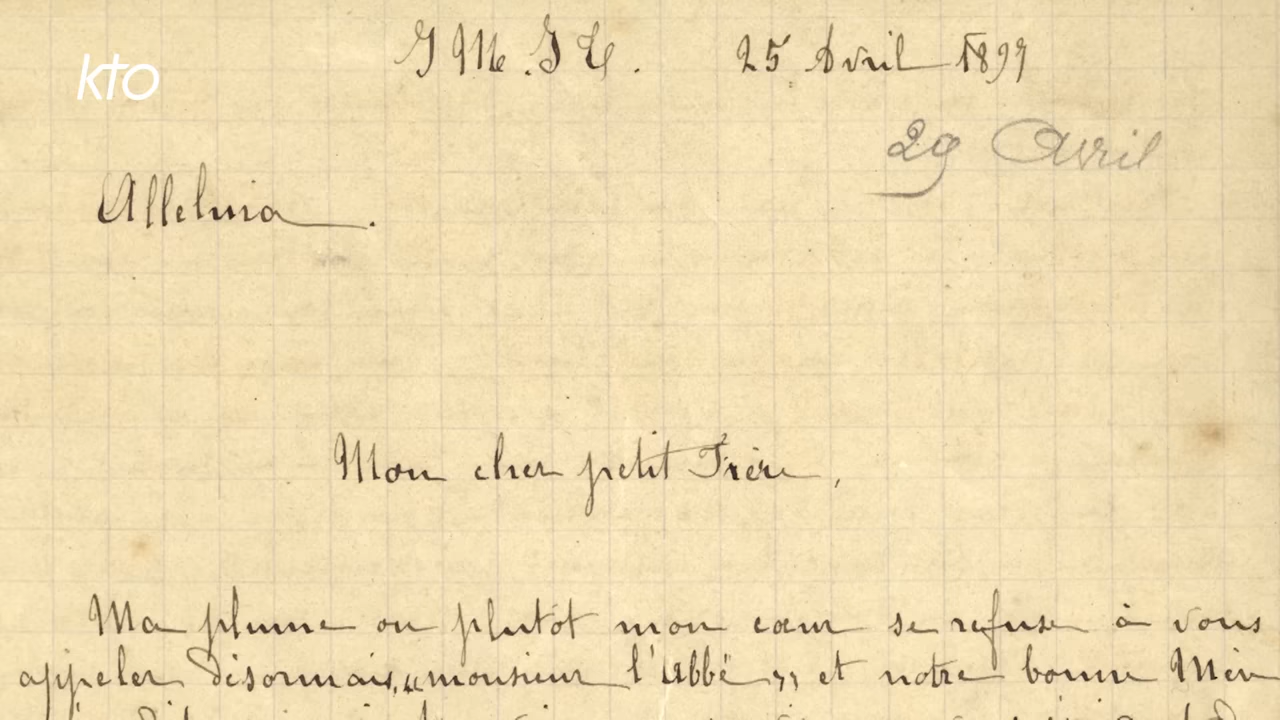 kto
J.M.J.T. 25 Avril 1897
29 Avril
Alleluia.
Mon cher petit Frère,
Ma plume ou plutôt mon cœur se refuse à vous
appeler désormais, "monsieur l'Abbé" et notre bonne Mère